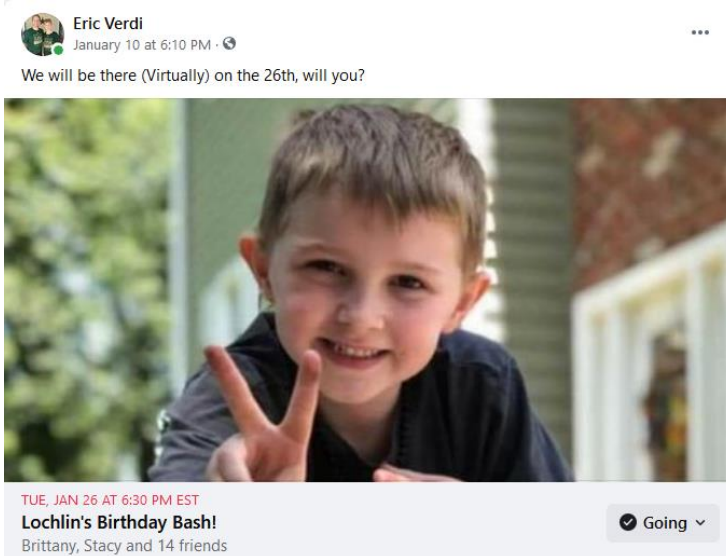 Eric Verdi
January 10 at 6:10 PM ·
We will be there (Virtually) on the 26th, will you?
TUE, JAN 26 AT 6:30 PM EST
Lochlin's Birthday Bash!
Going
Brittany, Stacy and 14 friends